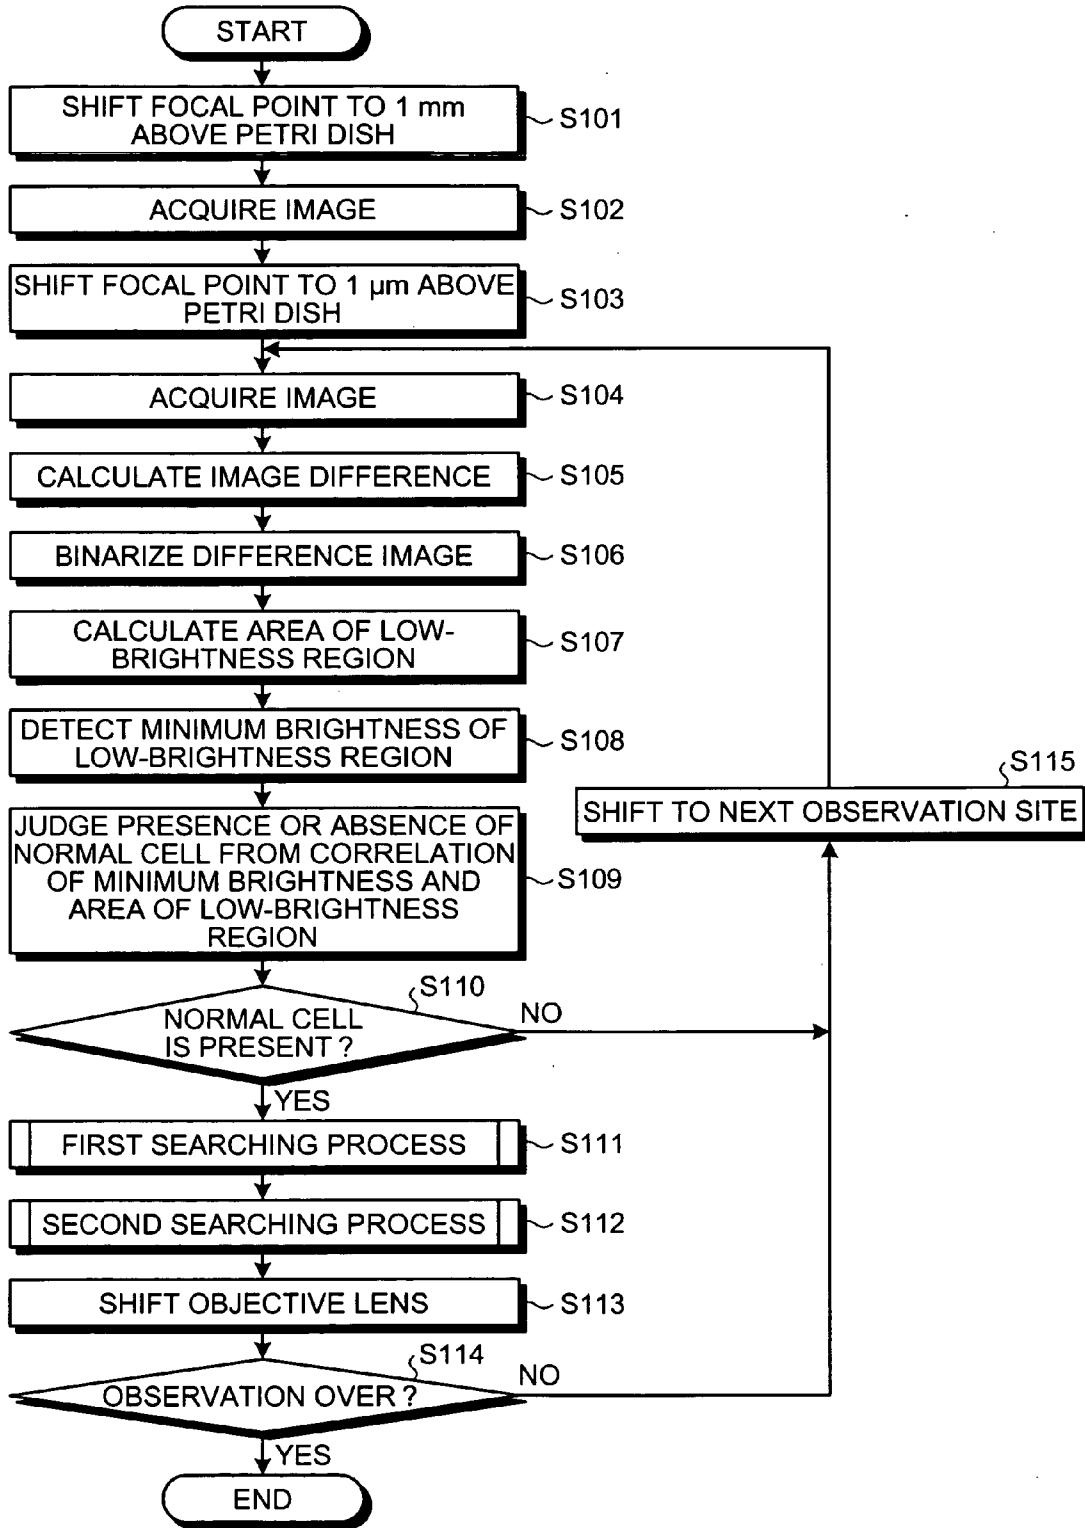 START
SHIFT FOCAL POINT TO 1 mm
ABOVE PETRI DISH
S101
ACQUIRE IMAGE
S102
SHIFT FOCAL POINT TO 1 µm ABOVE
PETRI DISH
S103
ACQUIRE IMAGE
S104
CALCULATE IMAGE DIFFERENCE
S105
BINARIZE DIFFERENCE IMAGE
S106
CALCULATE AREA OF LOW-
BRIGHTNESS REGION
S107
DETECT MINIMUM BRIGHTNESS OF
LOW-BRIGHTNESS REGION
S108
S115
SHIFT TO NEXT OBSERVATION SITE
JUDGE PRESENCE OR ABSENCE OF
NORMAL CELL FROM CORRELATION
OF MINIMUM BRIGHTNESS AND
AREA OF LOW-BRIGHTNESS
REGION
S109
S110
NORMAL CELL
IS PRESENT ?
NO
YES
FIRST SEARCHING PROCESS
S111
SECOND SEARCHING PROCESS
S112
SHIFT OBJECTIVE LENS
S113
S114
OBSERVATION OVER ?
NO
YES
END